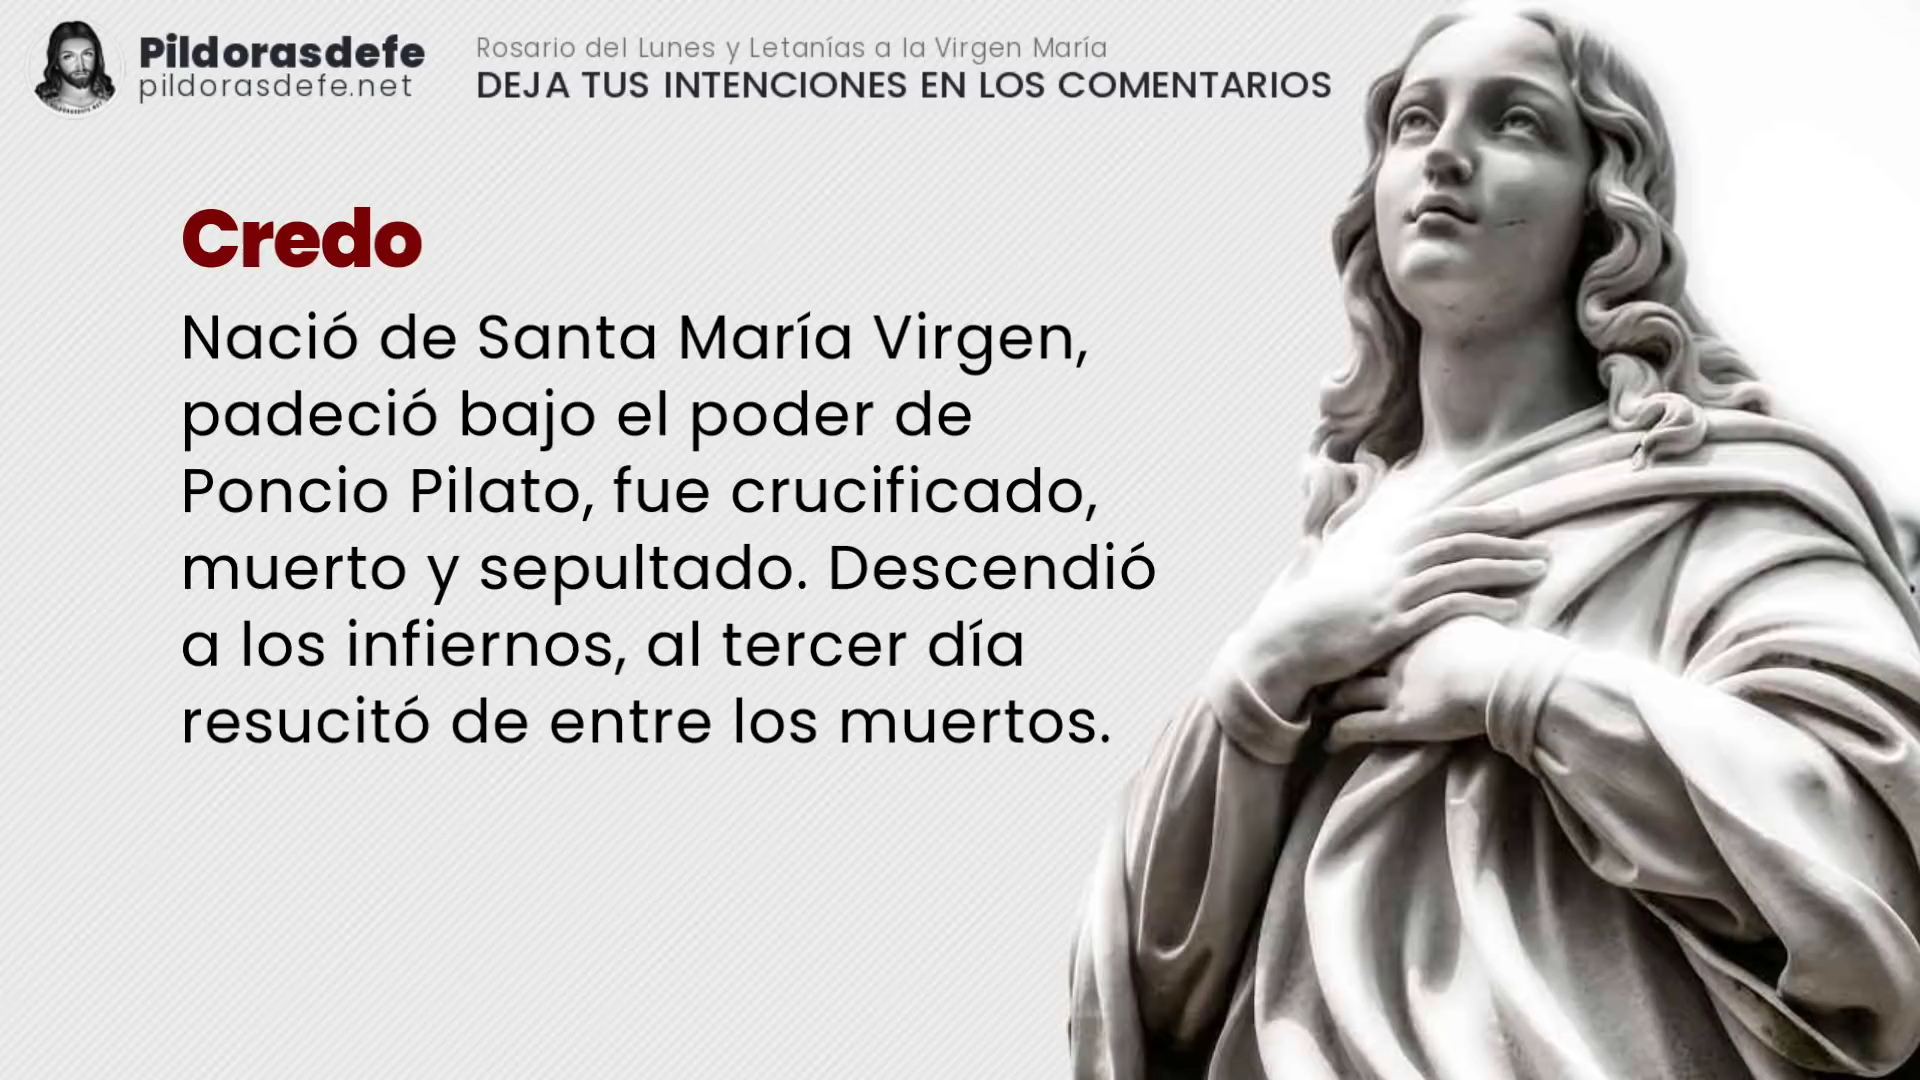 Pildorasdefe
pildorasdefe.net
Rosario del Lunes y Letanías a la Virgen María
DEJA TUS INTENCIONES EN LOS COMENTARIOS
Credo
Nació de Santa María Virgen,
padeció bajo el poder de
Poncio Pilato, fue crucificado,
muerto y sepultado. Descendió
a los infiernos, al tercer día
resucitó de entre los muertos.